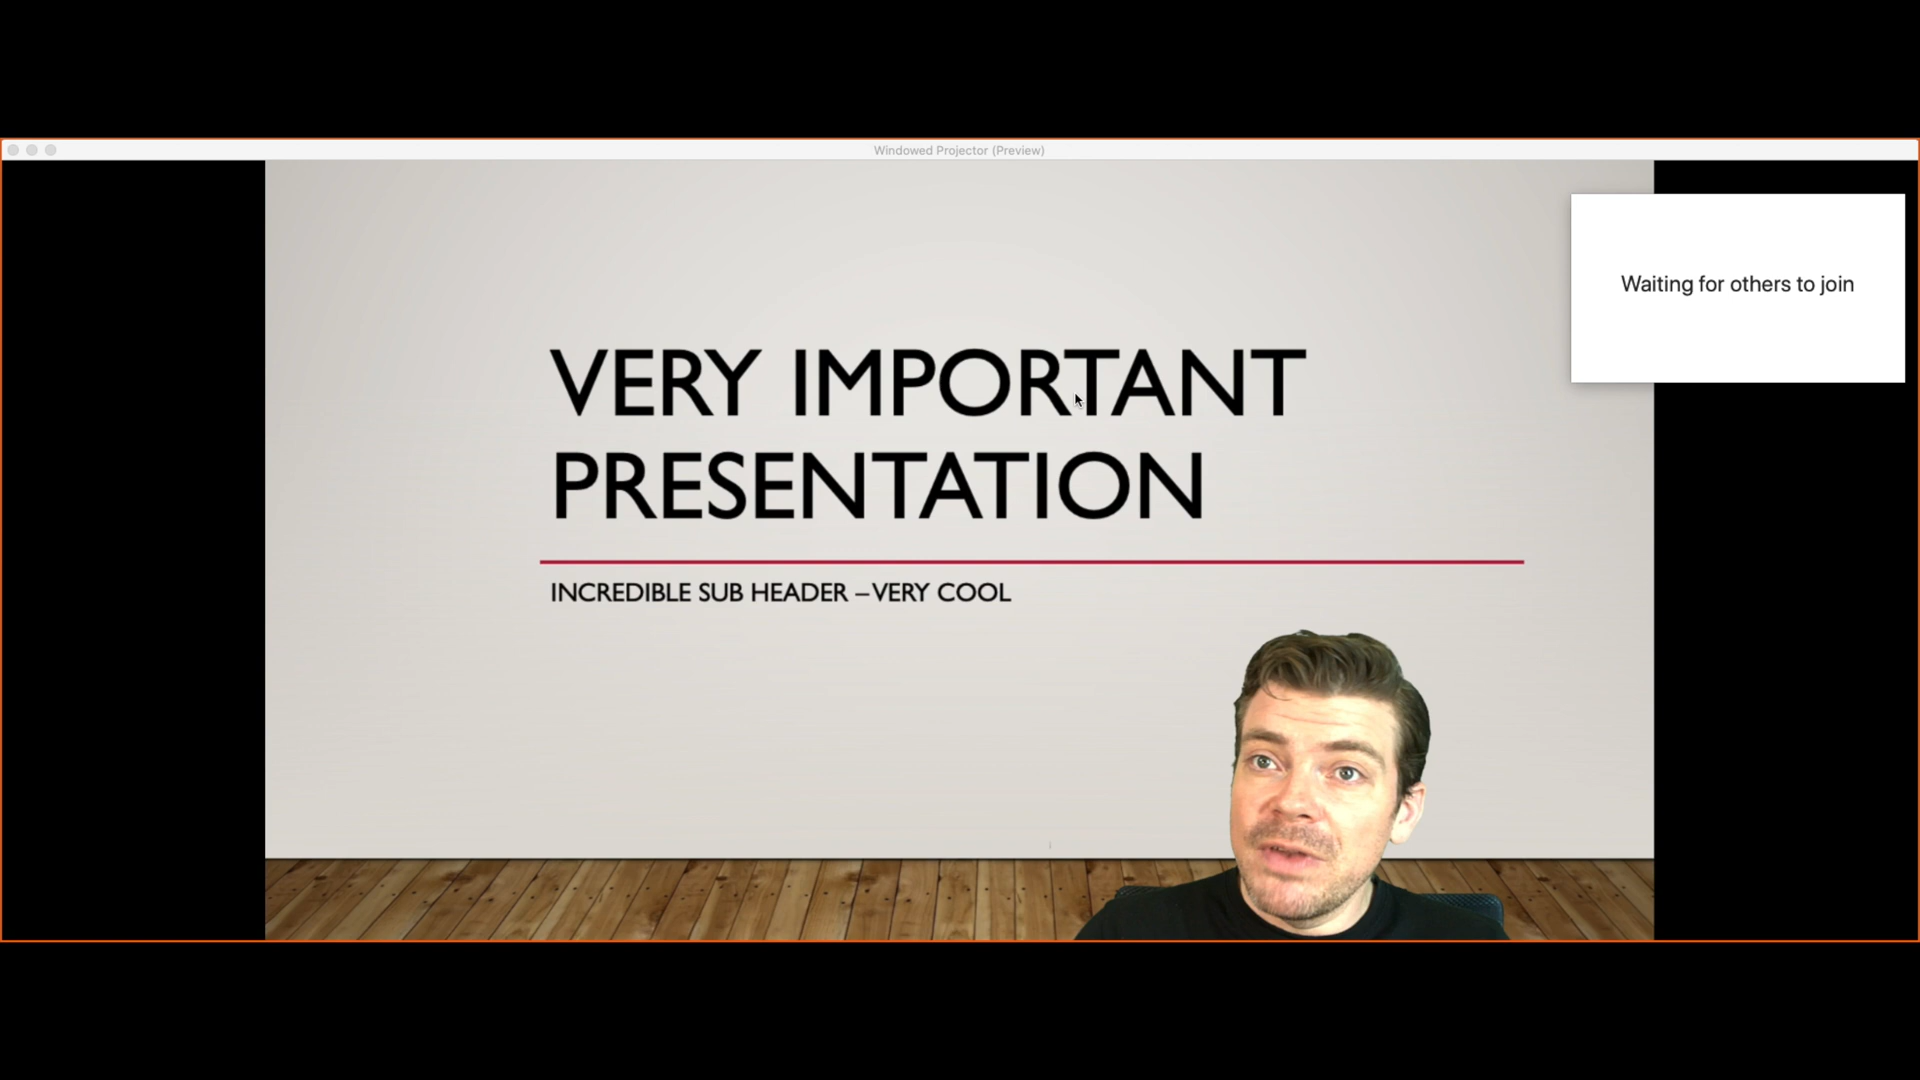 Windowed Projector (Preview)
Waiting for others to join
VERY IMPORTANT
PRESENTATION
INCREDIBLE SUB HEADER – VERY COOL